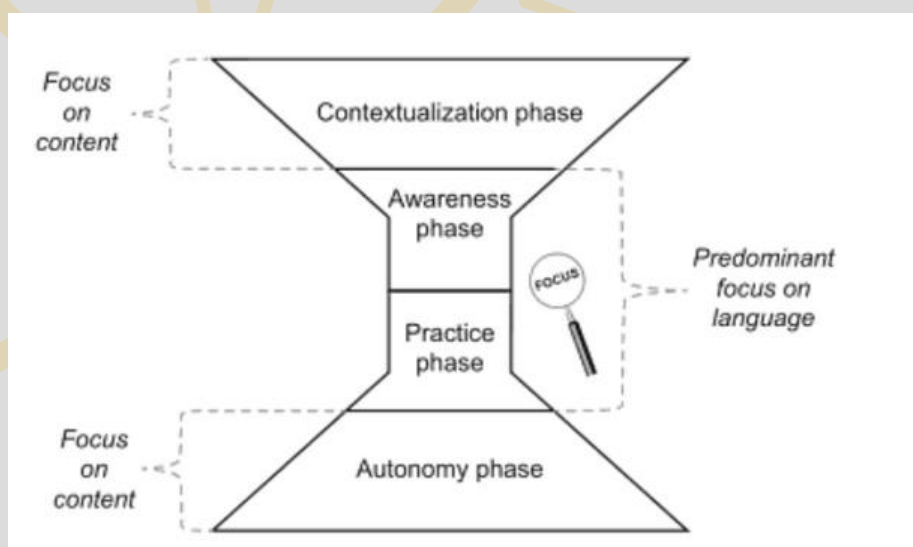 Focus
on
content
Contextualization phase
Awareness
phase
FOCUS
Predominant
focus on
language
Practice
phase
Focus
on
content
Autonomy phase